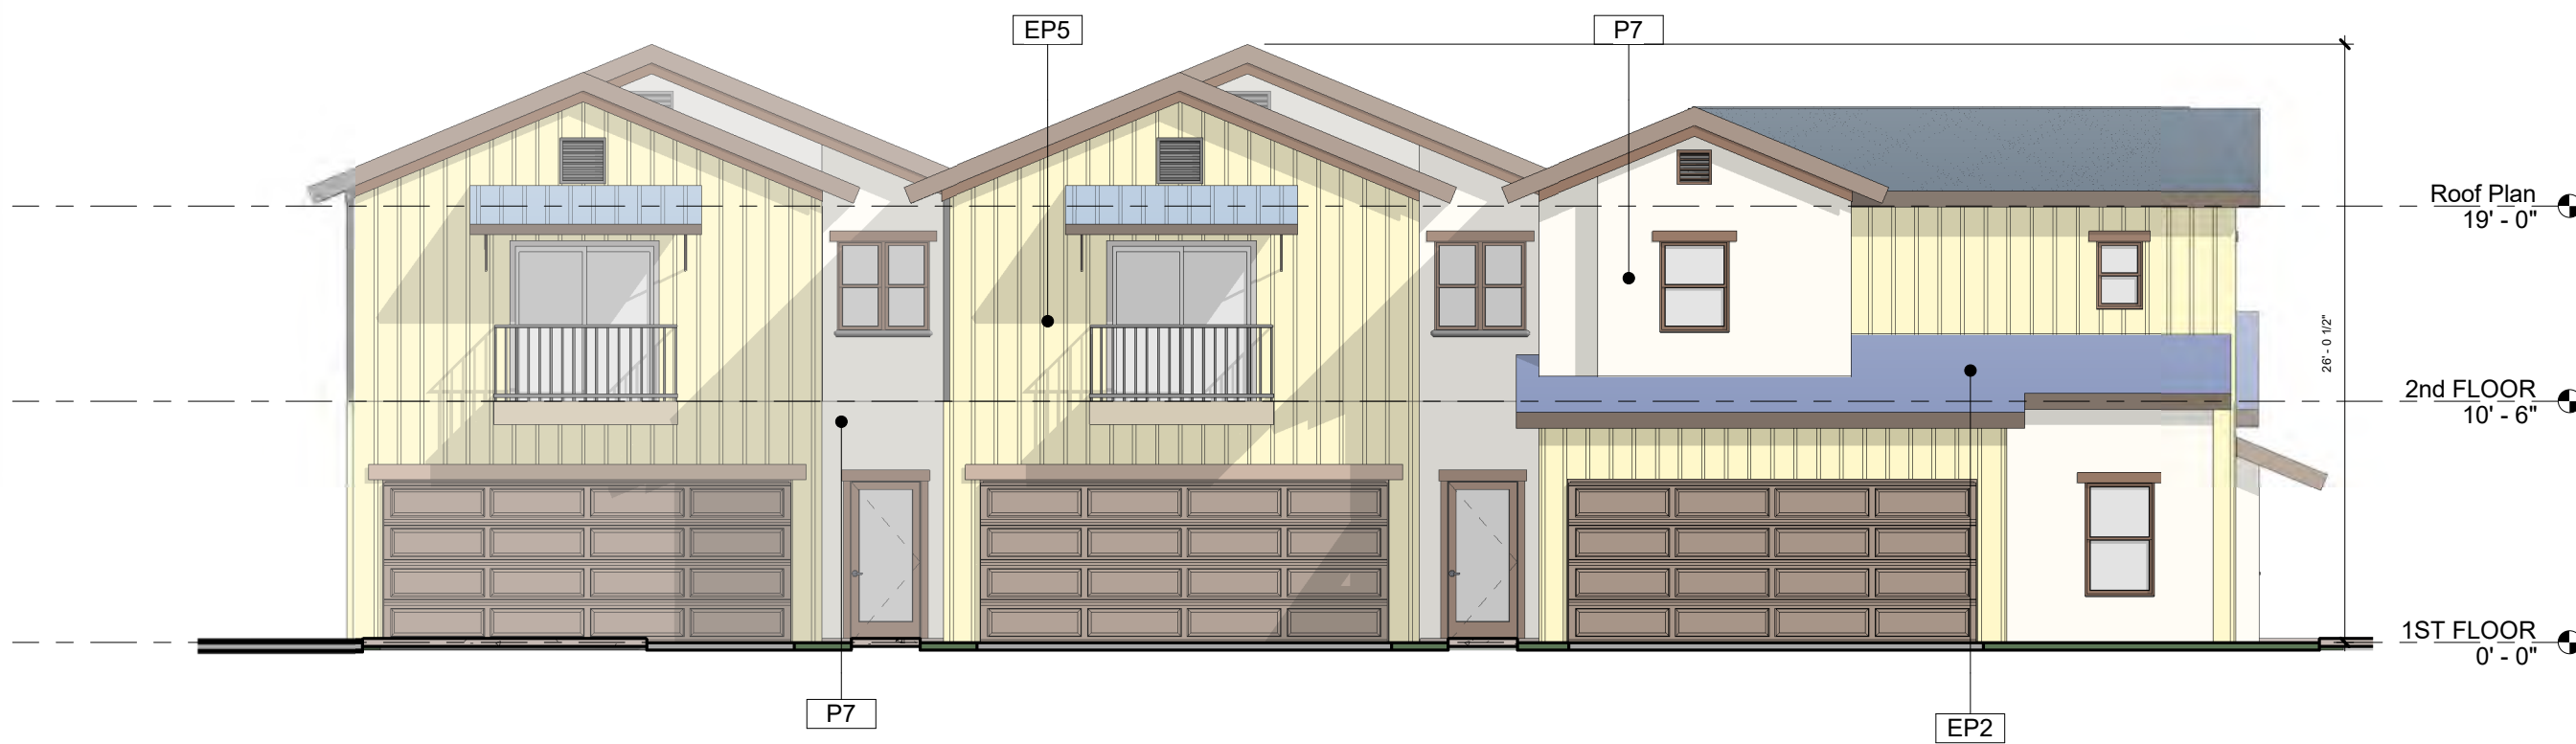 EP5
P7
Roof Plan
19' - 0"
26' - 0 1/2"
2nd FLOOR
10' - 6"
1ST FLOOR
0' - 0"
P7
EP2